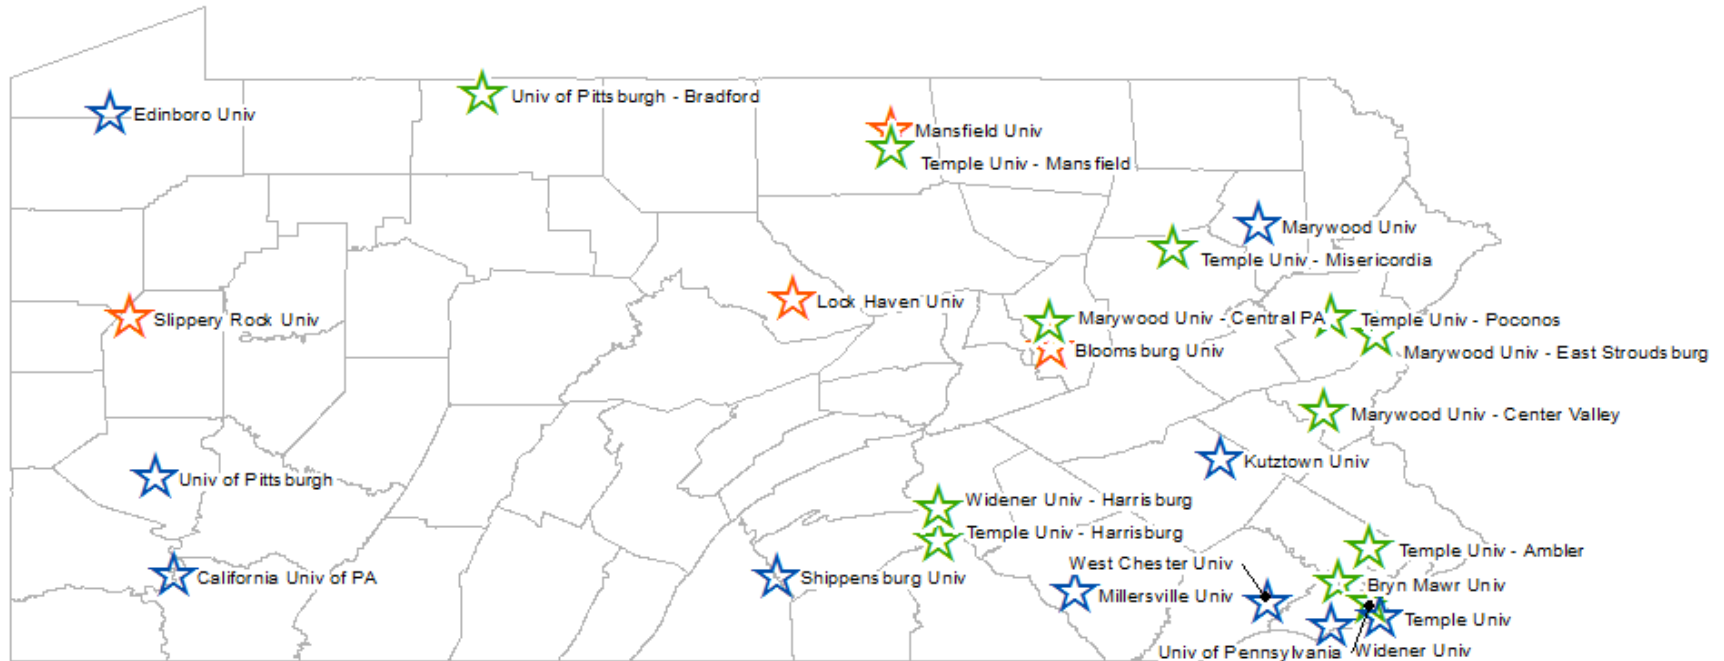 Univ of Pittsburgh - Bradford
Edinboro Univ
Mansfield Univ
Temple Univ - Mansfield
Marywood Univ
Temple Univ - Misericordia
Lock Haven Univ
Slippery Rock Univ
Marywood Univ - Central PA
Temple Univ - Poconos
Bloomsburg Univ
Marywood Univ - East Stroudsburg
Marywood Univ - Center Valley
Kutztown Univ
Univ of Pittsburgh
Widener Univ - Harrisburg
Temple Univ - Harrisburg
Temple Univ - Ambler
West Chester Univ
California Univ of PA
Shippensburg Univ
Bryn Mawr Univ
Millersville Univ
Temple Univ
Univ of Pennsylvania
Widener Univ